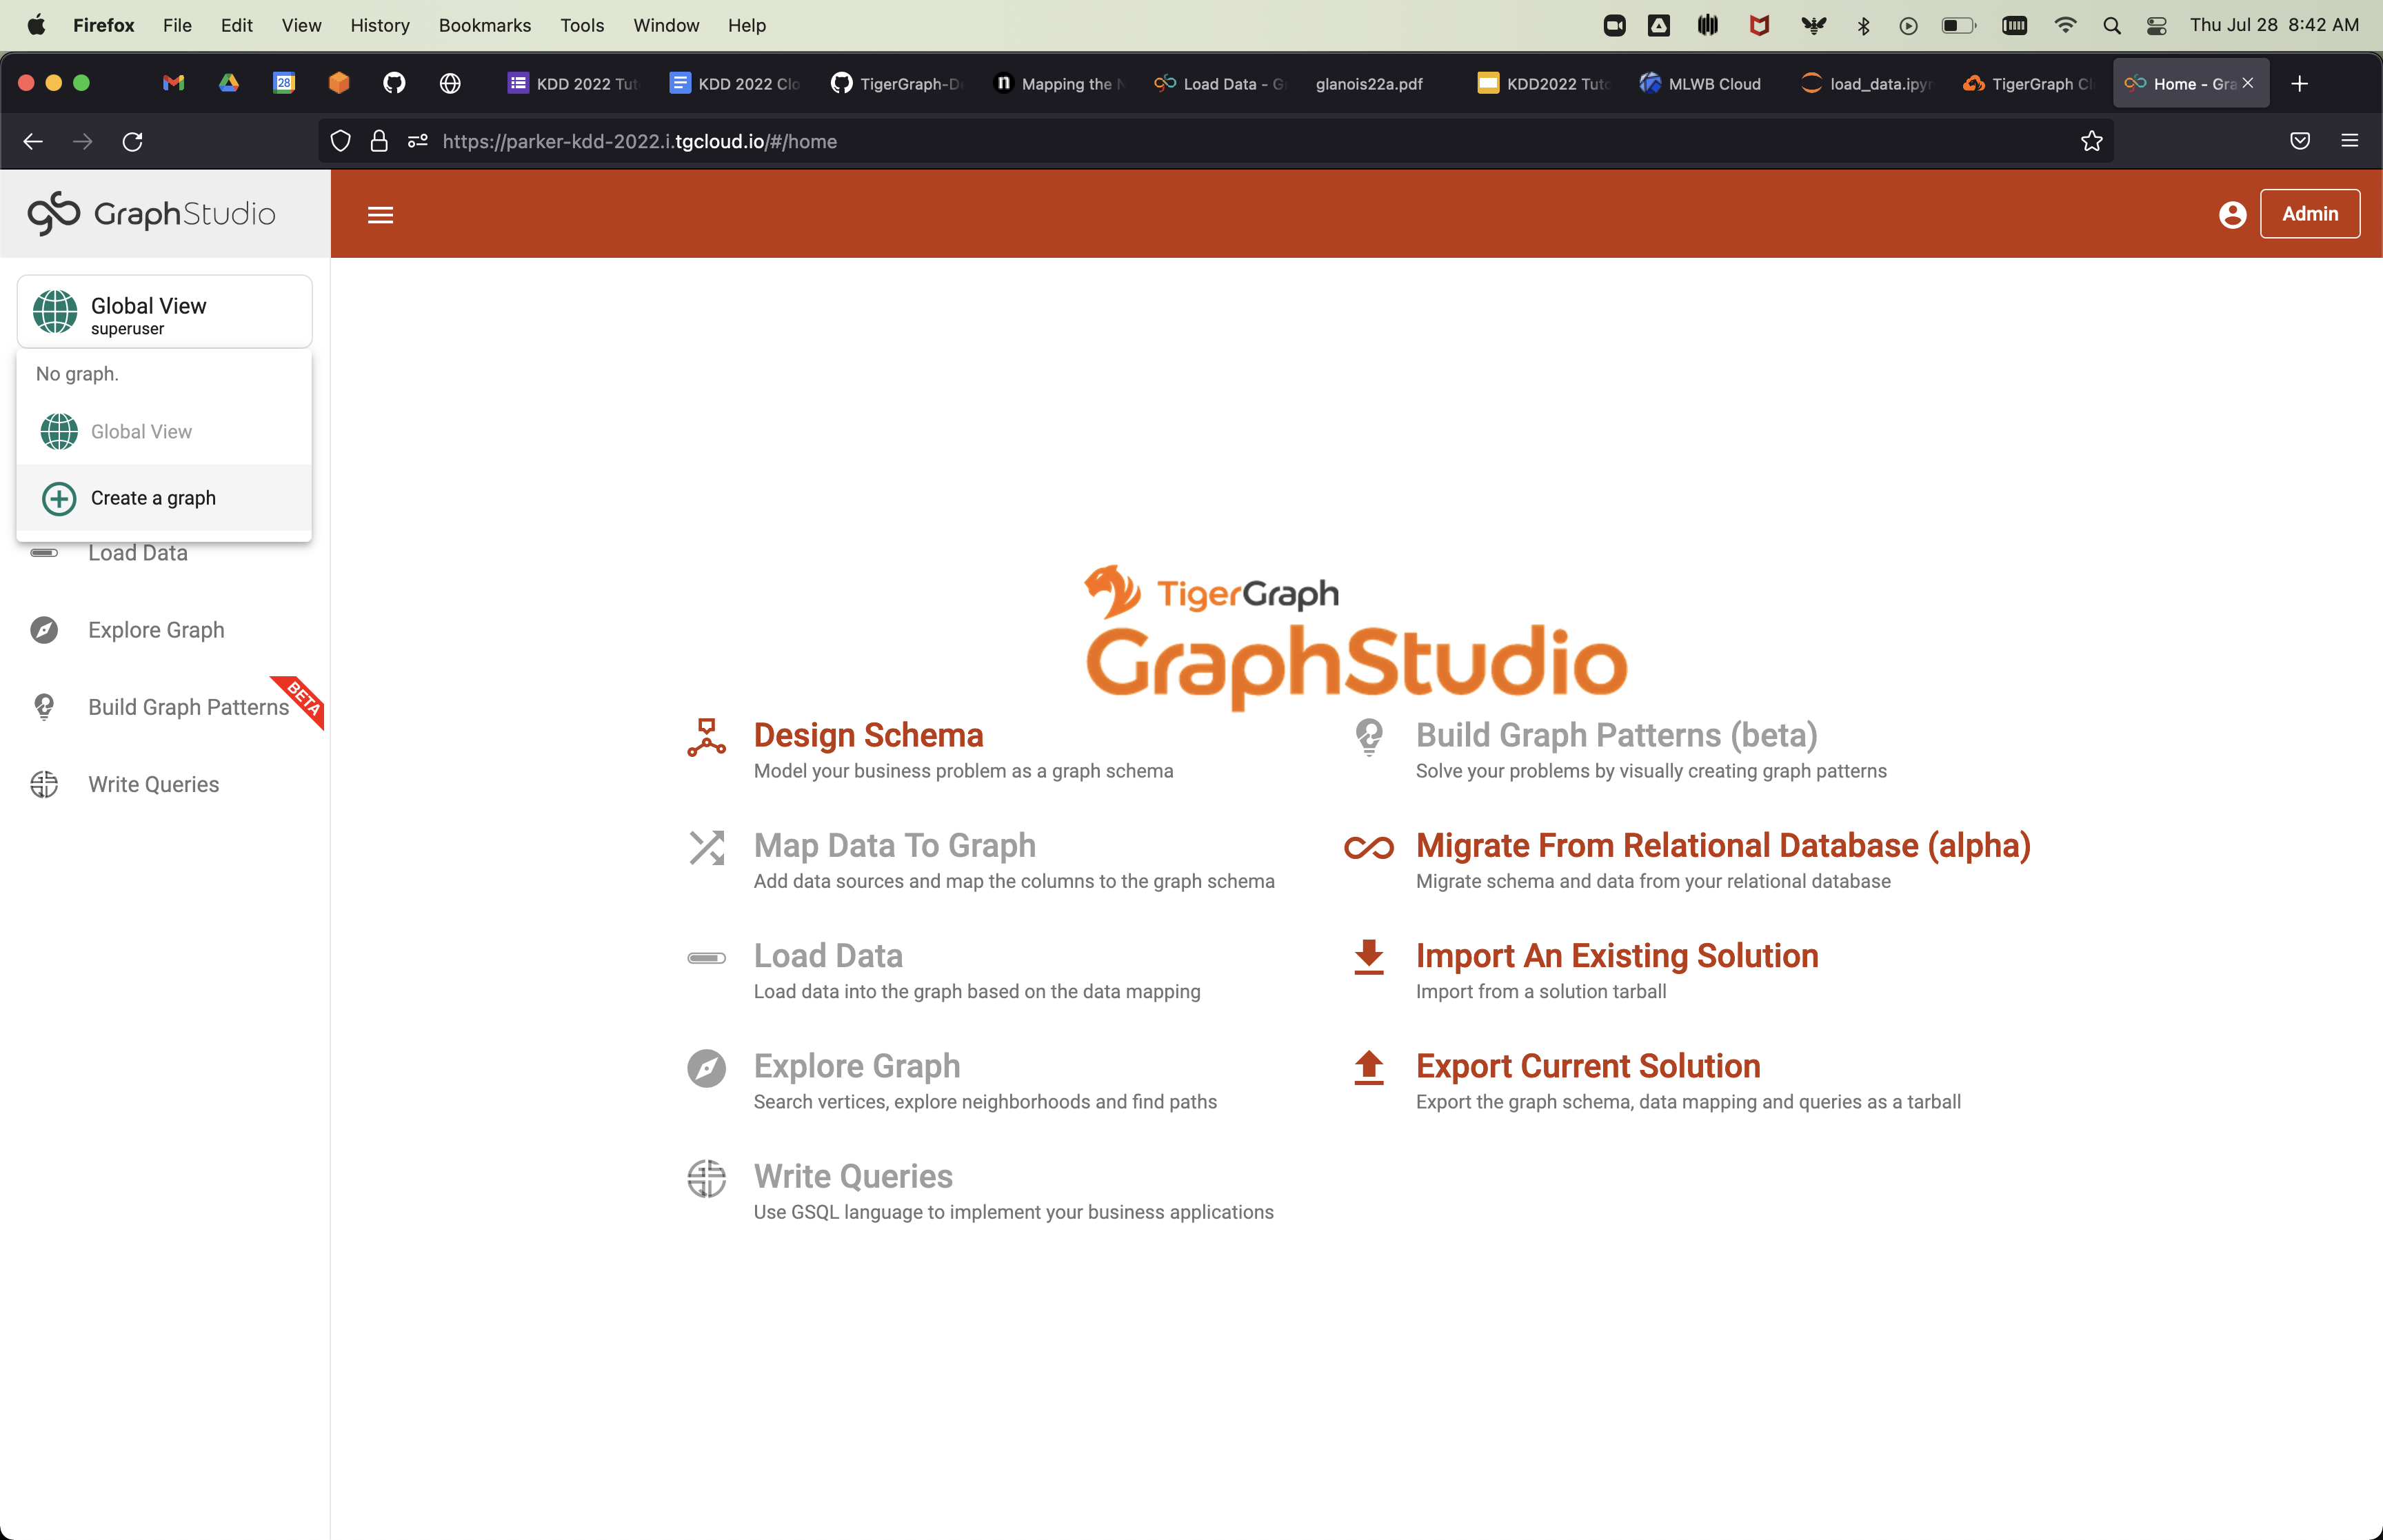 Firefox File Edit View History Bookmarks Tools Window Help Thu Jul 28 8:42 AM
28 KDD 2022 Tut KDD 2022 Clo TigerGraph-D Mapping the Load Data - G glanois22a.pdf KDD2022 Tuto MLWB Cloud load_data.ipyn TigerGraph Cl Home - Gra
https://parker-kdd-2022.i.tgcloud.io/#/home
GraphStudio
Admin
Global View
superuser
No graph.
Global View
Create a graph
Load Data
Explore Graph
Build Graph Patterns
BETA
Write Queries
TigerGraph
GraphStudio
Design Schema
Model your business problem as a graph schema
Map Data To Graph
Add data sources and map the columns to the graph schema
Load Data
Load data into the graph based on the data mapping
Explore Graph
Search vertices, explore neighborhoods and find paths
Write Queries
Use GSQL language to implement your business applications
Build Graph Patterns (beta)
Solve your problems by visually creating graph patterns
Migrate From Relational Database (alpha)
Migrate schema and data from your relational database
Import An Existing Solution
Import from a solution tarball
Export Current Solution
Export the graph schema, data mapping and queries as a tarball